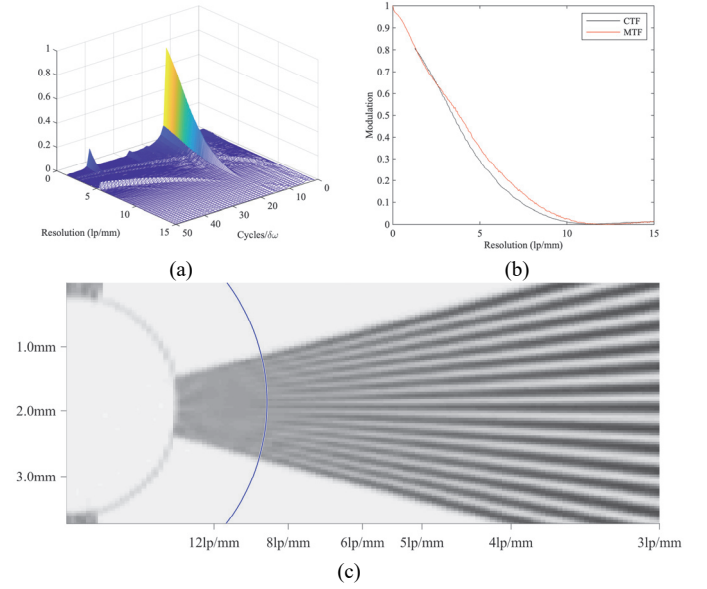 1
0.8
0.6
0.4
0.2
0
0
5
10
15
50
40
30
20
10
0
Resolution (lp/mm)
Cycles/δω
(a)
1
0.9
0.8
0.7
0.6
0.5
0.4
0.3
0.2
0.1
0
Modulation
CTF
MTF
0
5
10
15
Resolution (lp/mm)
(b)
1.0mm
2.0mm
3.0mm
12lp/mm 8lp/mm 6lp/mm 5lp/mm 4lp/mm 3lp/mm
(c)